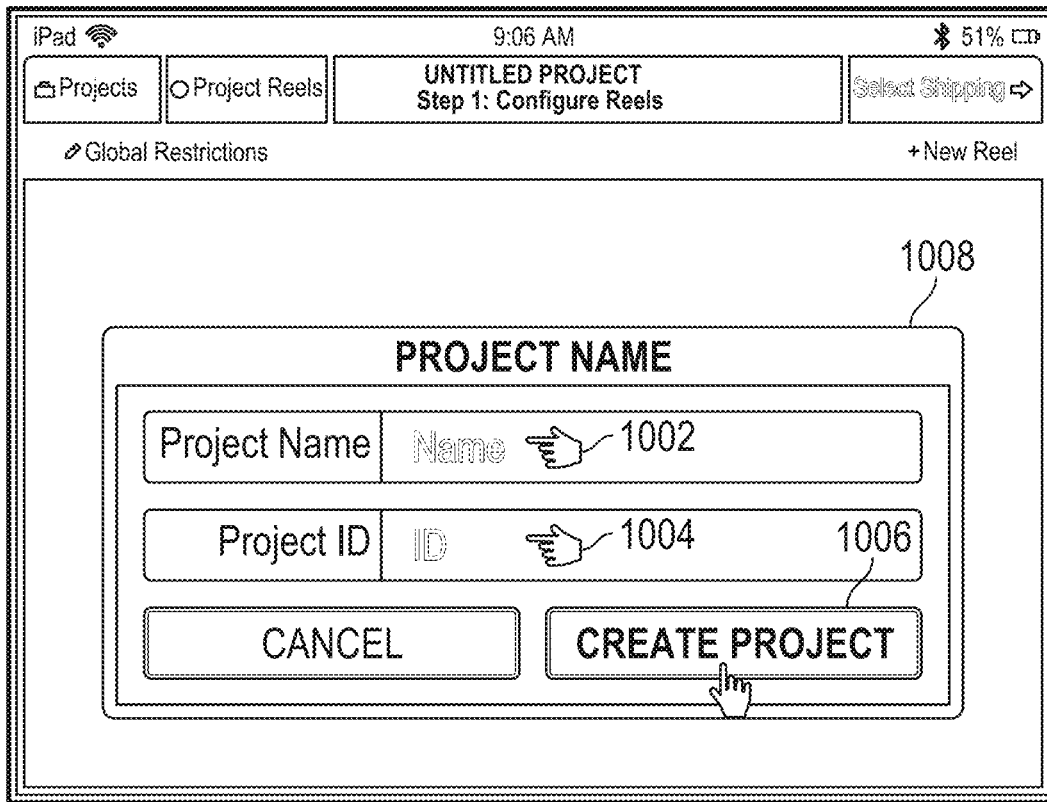 iPad 9:06 AM 51%
Projects Project Reels UNTITLED PROJECT Select Shipping
Step 1: Configure Reels
Global Restrictions +New Reel
1008
PROJECT NAME
Project Name Name 1002
Project ID ID 1004 1006
CANCEL CREATE PROJECT